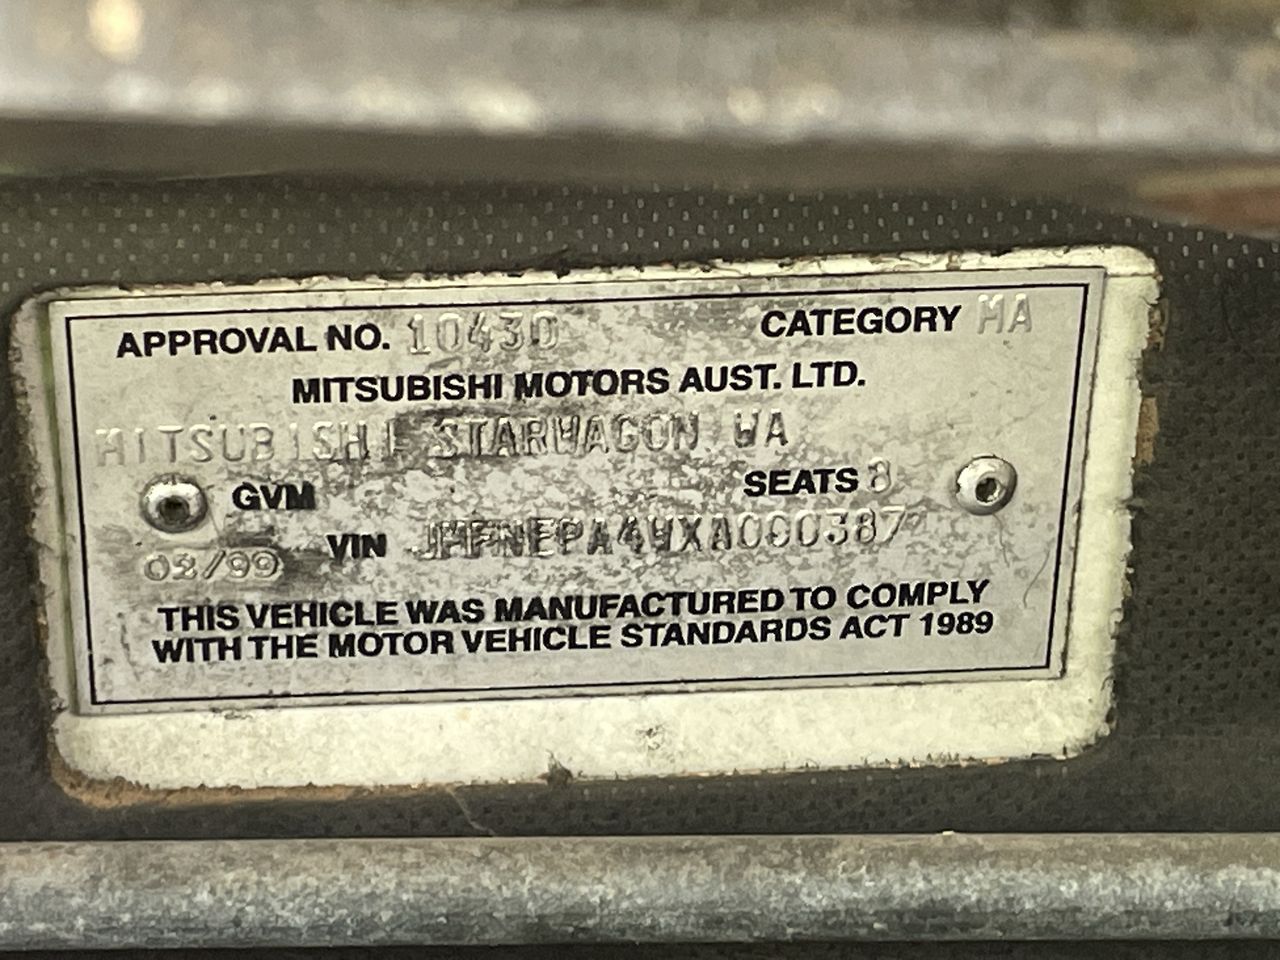 APPROVAL NO. 10430 CATEGORY MA
MITSUBISHI MOTORS AUST. LTD.
MITSUBISHI STARWAGON WA
GVM SEATS 8
02/99 VIN JMFNEPA4WXA000387
THIS VEHICLE WAS MANUFACTURED TO COMPLY
WITH THE MOTOR VEHICLE STANDARDS ACT 1989